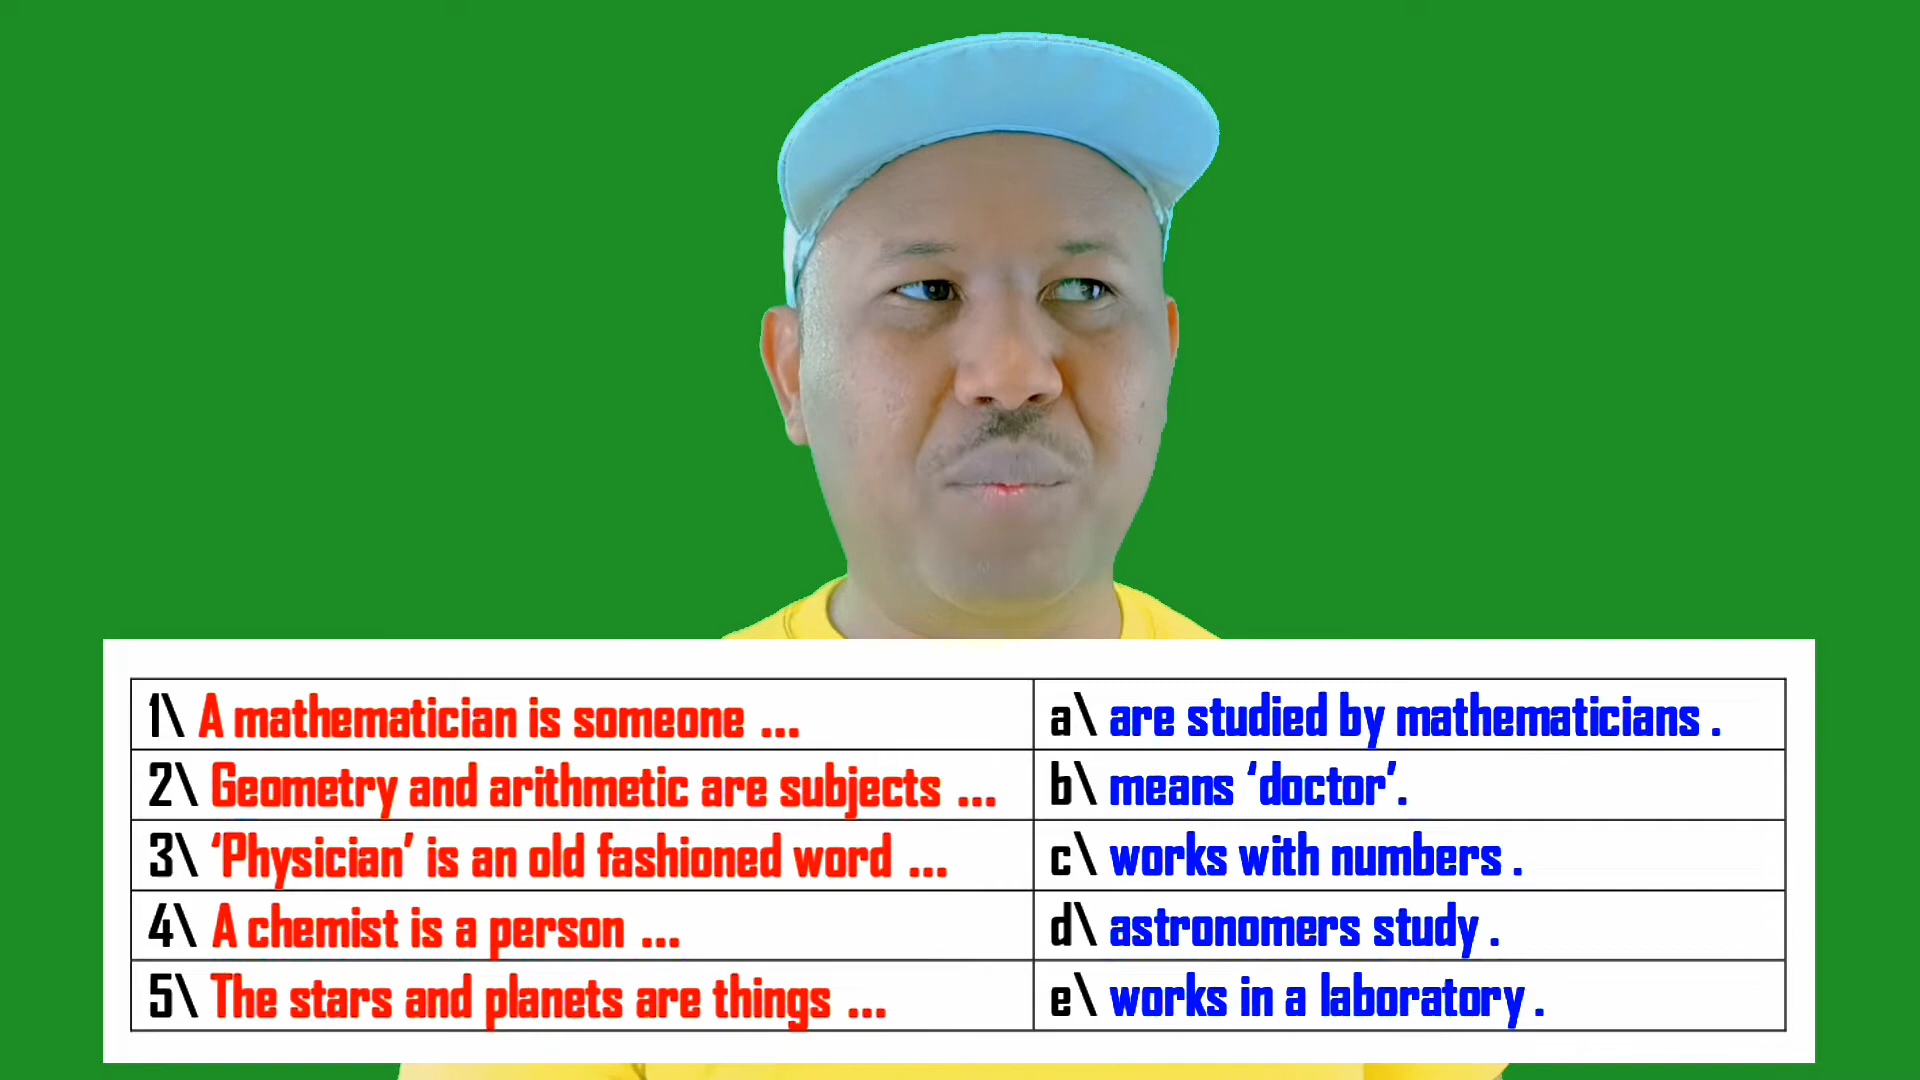 1\ A mathematician is someone ... a\ are studied by mathematicians .
2\ Geometry and arithmetic are subjects ... b\ means ‘doctor’.
3\ ‘Physician’ is an old fashioned word ... c\ works with numbers .
4\ A chemist is a person ... d\ astronomers study .
5\ The stars and planets are things ... e\ works in a laboratory .